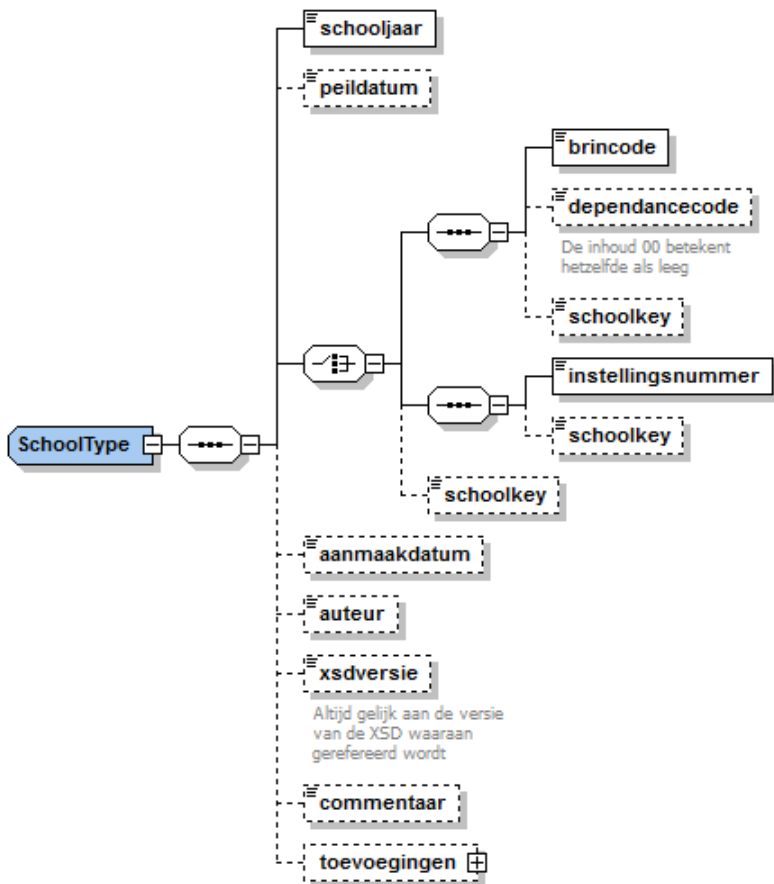 schooljaar
peildatum
brincode
dependancecode
De inhoud 00 betekent
hetzelfde als leeg
schoolkey
instellingsnummer
schoolkey
SchoolType
schoolkey
aanmaakdatum
auteur
xsdversie
Altijd gelijk aan de versie
van de XSD waaraan
gerefereerd wordt
commentaar
toevoegingen